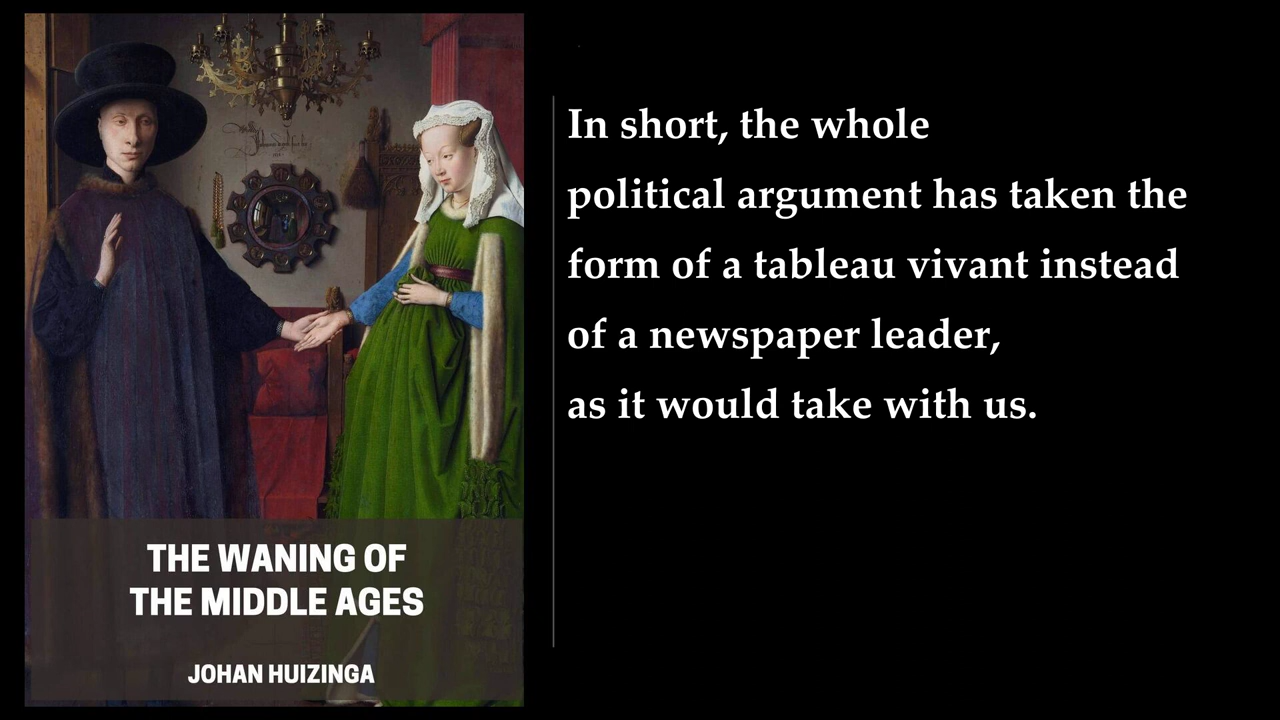 In short, the whole
political argument has taken the
form of a tableau vivant instead
of a newspaper leader,
as it would take with us.
THE WANING OF
THE MIDDLE AGES
JOHAN HUIZINGA